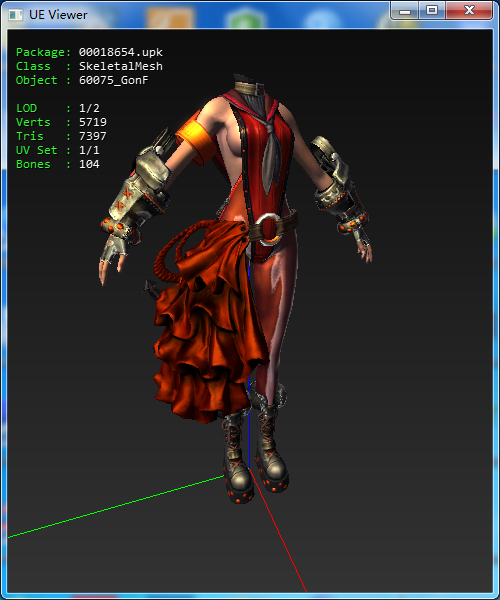 UE Viewer
Package: 00018654.upk
Class : SkeletalMesh
Object : 60075_GonF
LOD : 1/2
Verts : 5719
Tris : 7397
UV Set : 1/1
Bones : 104